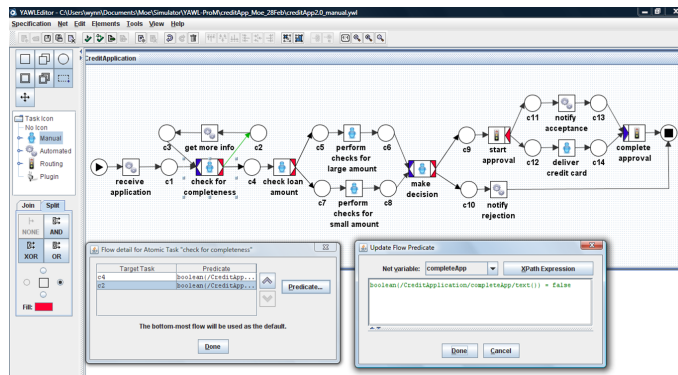 YAWLEditor - C:\Users\wynn\Documents\Moe\Simulator\YAWL-ProM\creditApp_Moe_28Feb\creditApp2.0_manual.ywl
Specification Net Edit Elements Tools View Help
CreditApplication
Task Icon
No Icon
Manual
Automated
Routing
Plugin
Join Split
NONE AND
XOR OR
Fill:
c3
get more info
c2
receive
application
c1
check for
completeness
c4
check loan
amount
c5
perform
checks for
large amount
c6
c7
perform
checks for
small amount
c8
make
decision
c9
c10
notify
rejection
start
approval
c11
notify
acceptance
c13
c12
deliver
credit card
c14
complete
approval
Flow detail for Atomic Task "check for completeness"
Target Task Predicate
c4 boolean(/CreditApp...
c2 boolean(/CreditApp...
Predicate...
The bottom-most flow will be used as the default.
Done
Update Flow Predicate
Net variable: completeApp XPath Expression
boolean(/CreditApplication/completeApp/text()) = false
Done Cancel